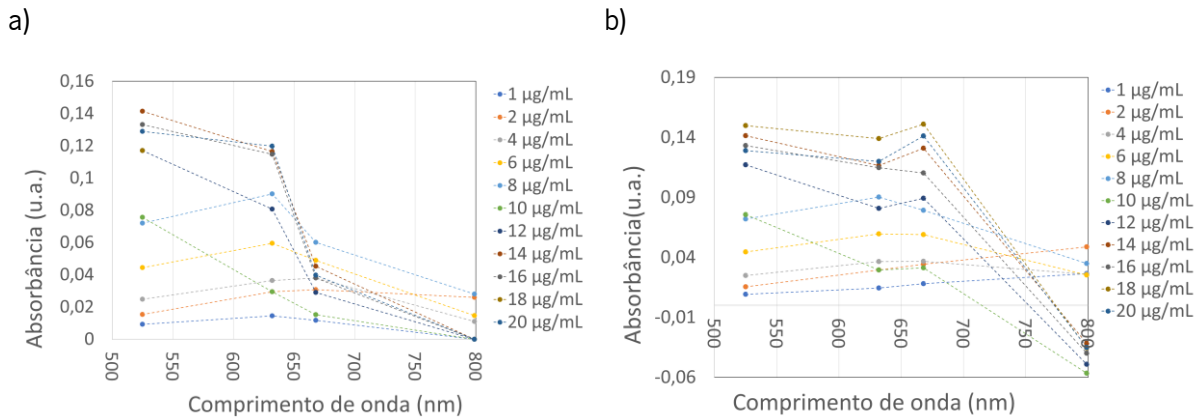 a)
Absorbância (u.a.)
0,16
0,14
0,12
0,1
0,08
0,06
0,04
0,02
0
500
550
600
650
700
750
800
Comprimento de onda (nm)
1 µg/mL
2 µg/mL
4 µg/mL
6 µg/mL
8 µg/mL
10 µg/mL
12 µg/mL
14 µg/mL
16 µg/mL
18 µg/mL
20 µg/mL
b)
Absorbância(u.a.)
0,19
0,14
0,09
0,04
-0,01
-0,06
500
550
600
650
700
750
800
Comprimento de onda (nm)
1 µg/mL
2 µg/mL
4 µg/mL
6 µg/mL
8 µg/mL
10 µg/mL
12 µg/mL
14 µg/mL
16 µg/mL
18 µg/mL
20 µg/mL